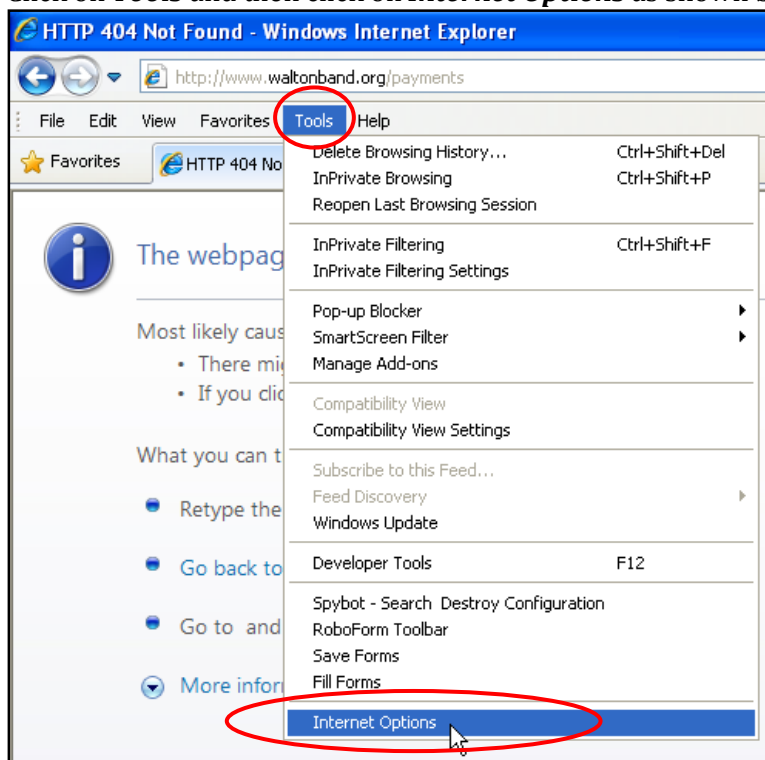 HTTP 404 Not Found - Windows Internet Explorer
http://www.waltonband.org/payments
File Edit View Favorites Tools Help
Favorites HTTP 404 No
Delete Browsing History... Ctrl+Shift+Del
InPrivate Browsing Ctrl+Shift+P
Reopen Last Browsing Session
InPrivate Filtering Ctrl+Shift+F
InPrivate Filtering Settings
Pop-up Blocker
SmartScreen Filter
Manage Add-ons
Compatibility View
Compatibility View Settings
Subscribe to this Feed...
Feed Discovery
Windows Update
Developer Tools F12
Spybot - Search Destroy Configuration
RoboForm Toolbar
Save Forms
Fill Forms
Internet Options
The webpag
Most likely caus
• There mi
• If you clic
What you can t
Retype the
Go back to
Go to and
More infor